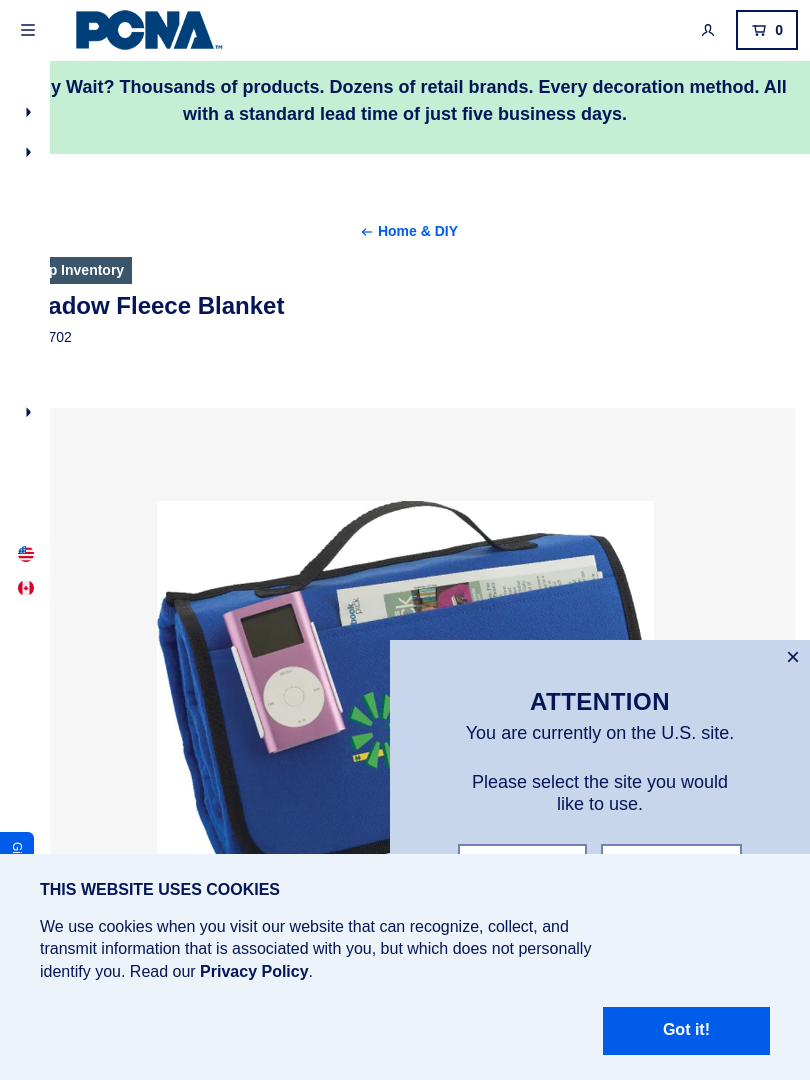 PCNA
0
y Wait? Thousands of products. Dozens of retail brands. Every decoration method. All
with a standard lead time of just five business days.
Home & DIY
p Inventory
adow Fleece Blanket
702
ATTENTION
You are currently on the U.S. site.
Please select the site you would
like to use.
Gi
THIS WEBSITE USES COOKIES
We use cookies when you visit our website that can recognize, collect, and
transmit information that is associated with you, but which does not personally
identify you. Read our Privacy Policy.
Got it!